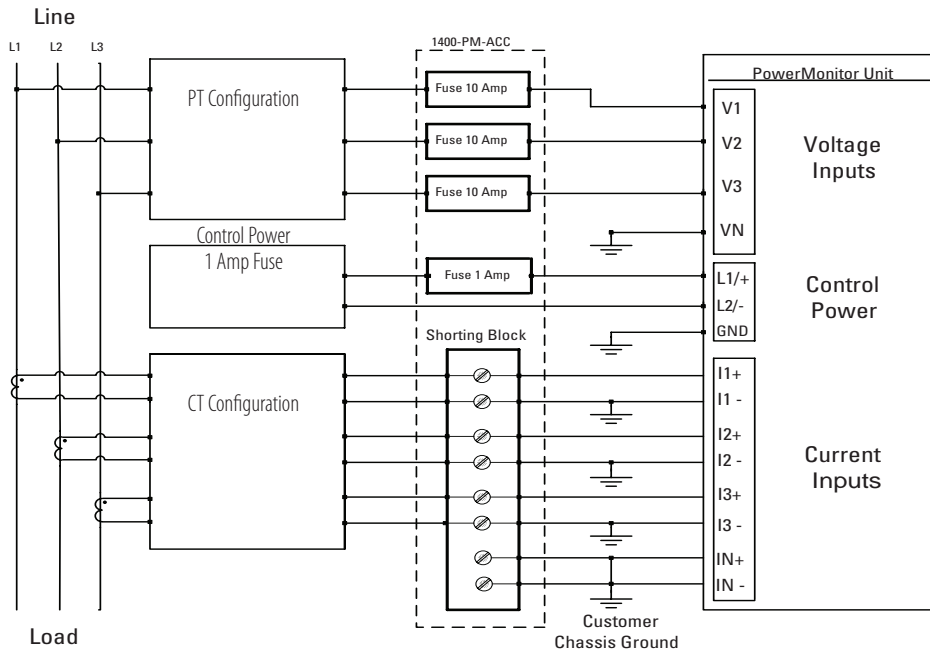 Line
L1 L2 L3
1400-PM-ACC
PT Configuration
Fuse 10 Amp
Fuse 10 Amp
Fuse 10 Amp
Control Power
1 Amp Fuse
Fuse 1 Amp
Shorting Block
CT Configuration
PowerMonitor Unit
V1
V2
V3
VN
Voltage
Inputs
L1/+
L2/-
GND
Control
Power
I1+
I1 -
I2+
I2 -
I3+
I3 -
IN+
IN -
Current
Inputs
Customer
Chassis Ground
Load